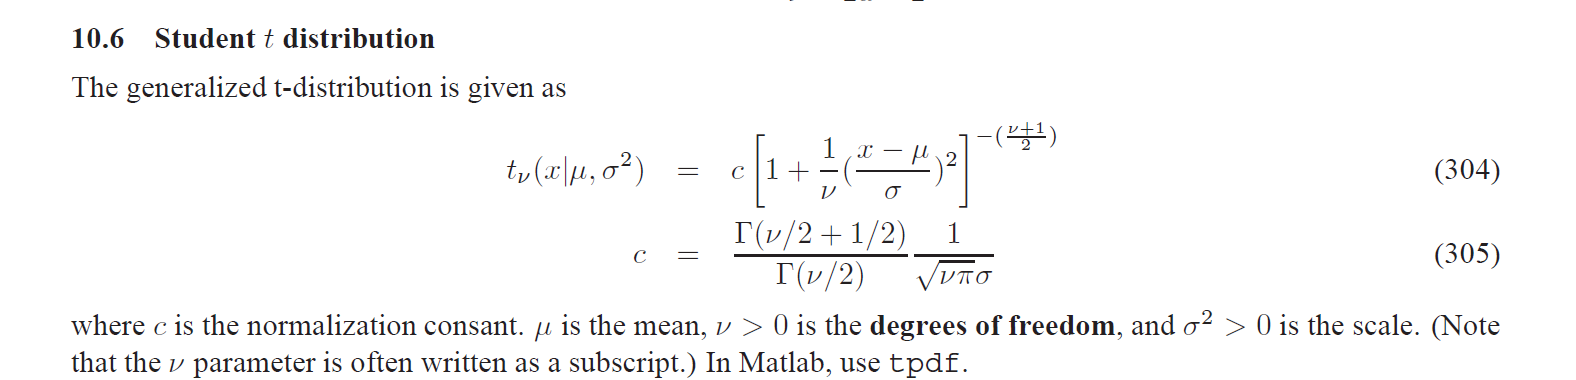 10.6 Student t distribution
The generalized t-distribution is given as
t_ν(x|μ, σ²) = c [1 + 1/ν ((x − μ)/σ)²]^−((ν+1)/2) (304)
c = Γ(ν/2 + 1/2)/Γ(ν/2) 1/(√νπσ) (305)
where c is the normalization consant. μ is the mean, ν > 0 is the degrees of freedom, and σ² > 0 is the scale. (Note
that the ν parameter is often written as a subscript.) In Matlab, use tpdf.